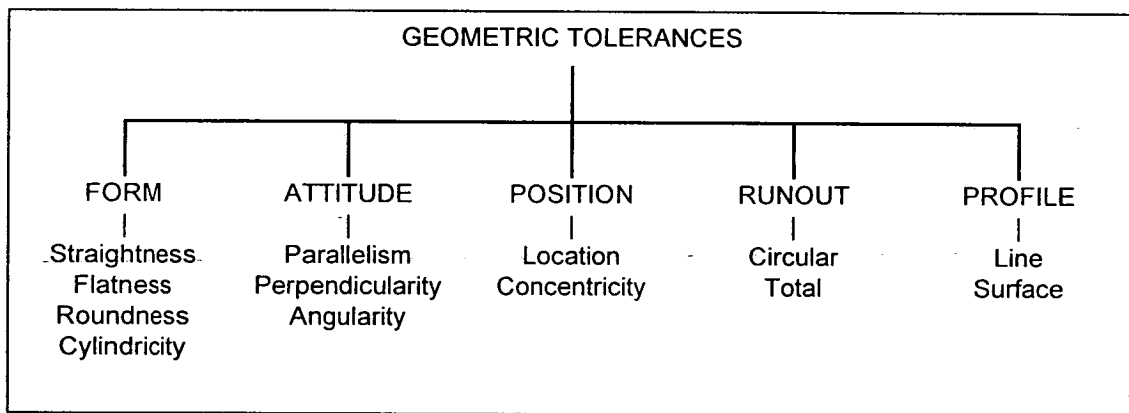 GEOMETRIC TOLERANCES
FORM ATTITUDE POSITION RUNOUT PROFILE
Straightness Parallelism Location Circular Line
Flatness Perpendicularity Concentricity Total Surface
Roundness Angularity
Cylindricity